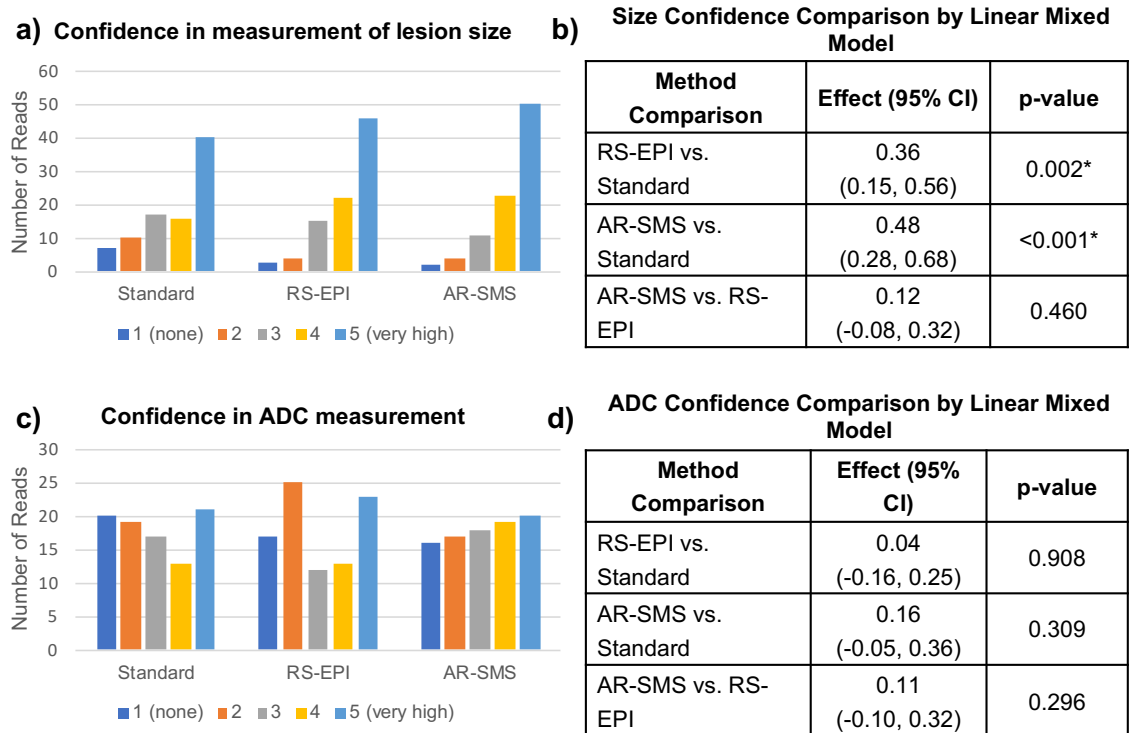 a) Confidence in measurement of lesion size
60
50
40
30
20
10
0
Number of Reads
Standard RS-EPI AR-SMS
1 (none) 2 3 4 5 (very high)
b) Size Confidence Comparison by Linear Mixed
Model
Method
Comparison
Effect (95% CI)
p-value
RS-EPI vs.
Standard
0.36
(0.15, 0.56)
0.002*
AR-SMS vs.
Standard
0.48
(0.28, 0.68)
<0.001*
AR-SMS vs. RS-
EPI
0.12
(-0.08, 0.32)
0.460
c) Confidence in ADC measurement
30
25
20
15
10
5
0
Number of Reads
Standard RS-EPI AR-SMS
1 (none) 2 3 4 5 (very high)
d) ADC Confidence Comparison by Linear Mixed
Model
Method
Comparison
Effect (95%
CI)
p-value
RS-EPI vs.
Standard
0.04
(-0.16, 0.25)
0.908
AR-SMS vs.
Standard
0.16
(-0.05, 0.36)
0.309
AR-SMS vs. RS-
EPI
0.11
(-0.10, 0.32)
0.296